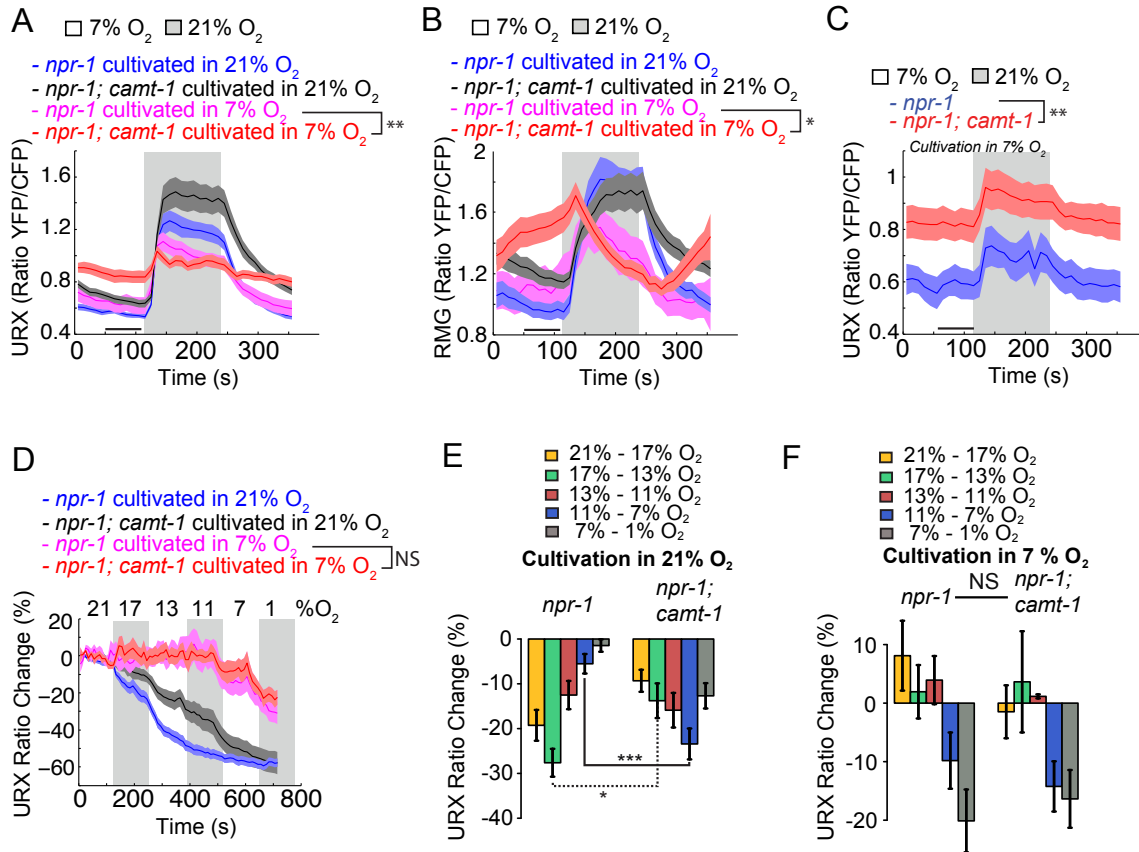 A
7% O2 21% O2
- npr-1 cultivated in 21% O2
- npr-1; camt-1 cultivated in 21% O2
- npr-1 cultivated in 7% O2
- npr-1; camt-1 cultivated in 7% O2
**
URX (Ratio YFP/CFP)
1.6
1.2
0.8
0.4
0 100 200 300
Time (s)
B
7% O2 21% O2
- npr-1 cultivated in 21% O2
- npr-1; camt-1 cultivated in 21% O2
- npr-1 cultivated in 7% O2
- npr-1; camt-1 cultivated in 7% O2
*
RMG (Ratio YFP/CFP)
2
1.6
1.2
0.8
0 100 200 300
Time (s)
C
7% O2 21% O2
- npr-1
- npr-1; camt-1
**
Cultivation in 7% O2
URX (Ratio YFP/CFP)
1.2
1
0.8
0.6
0.4
0 100 200 300
Time (s)
D
- npr-1 cultivated in 21% O2
- npr-1; camt-1 cultivated in 21% O2
- npr-1 cultivated in 7% O2
- npr-1; camt-1 cultivated in 7% O2
NS
21 17 13 11 7 1 %O2
URX Ratio Change (%)
20
0
-20
-40
-60
0 200 400 600 800
Time (s)
E
21% - 17% O2
17% - 13% O2
13% - 11% O2
11% - 7% O2
7% - 1% O2
Cultivation in 21% O2
npr-1
npr-1;
camt-1
URX Ratio Change (%)
0
-10
-20
-30
-40
***
*
F
21% - 17% O2
17% - 13% O2
13% - 11% O2
11% - 7% O2
7% - 1% O2
Cultivation in 7 % O2
npr-1 NS npr-1;
camt-1
URX Ratio Change (%)
10
0
-10
-20